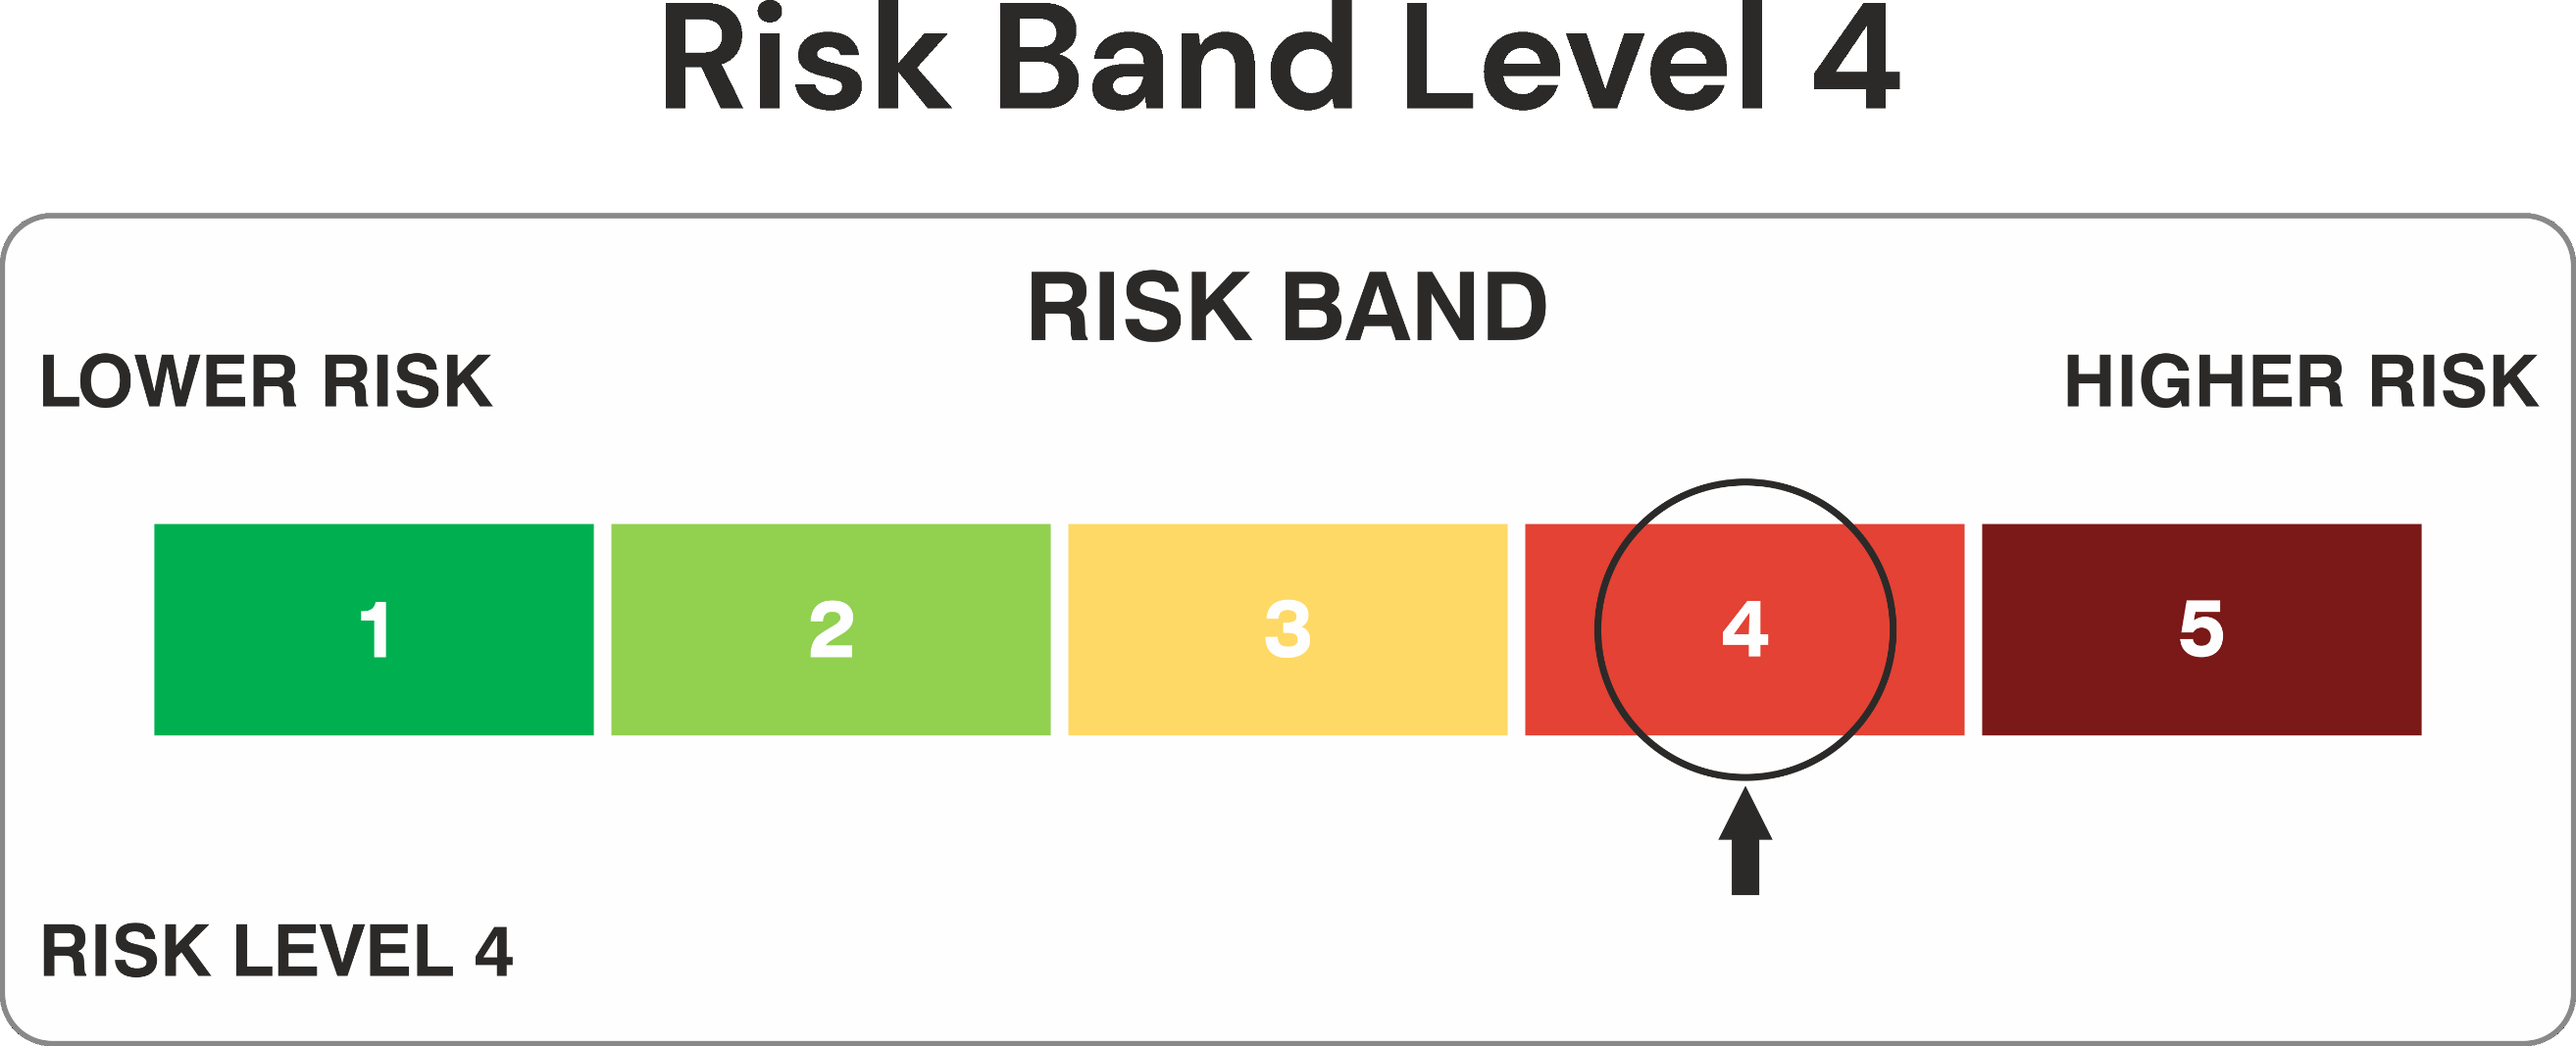 Risk Band Level 4
RISK BAND
LOWER RISK
HIGHER RISK
1
2
3
4
5
RISK LEVEL 4